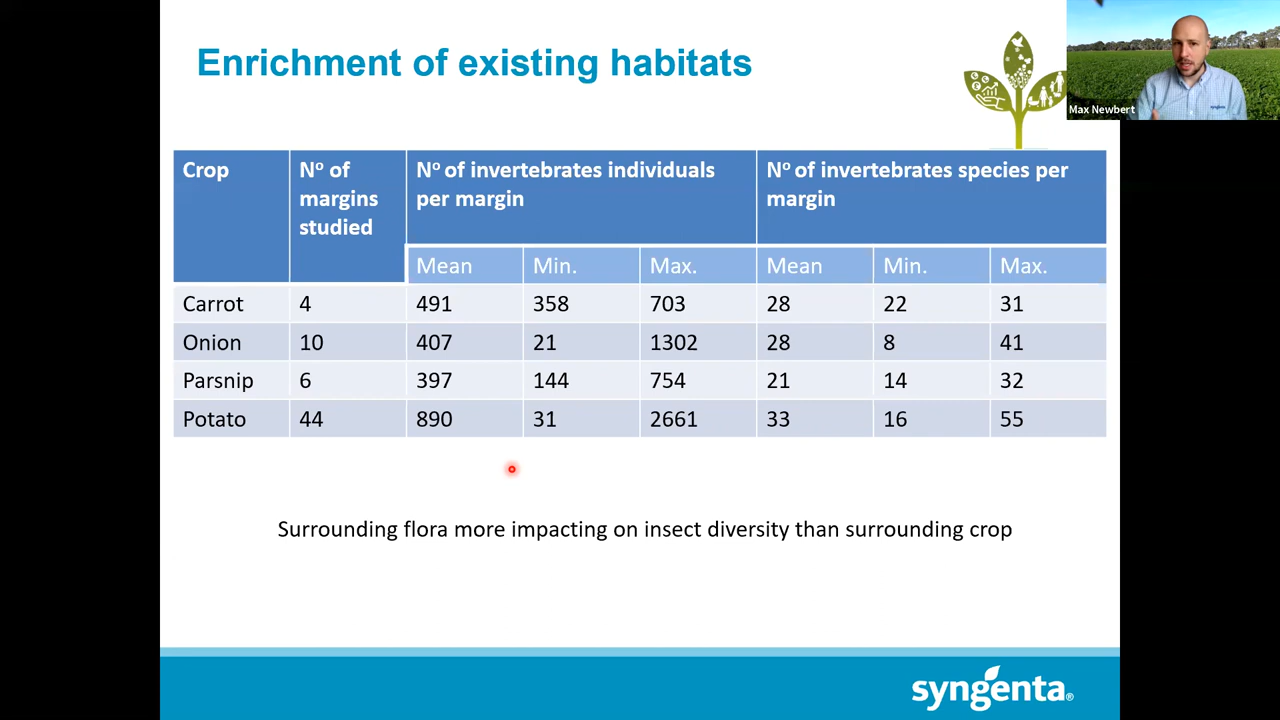 Enrichment of existing habitats
Max Newbert
syngenta
Crop
Nº of
margins
studied
Nº of invertebrates individuals
per margin
Nº of invertebrates species per
margin
Mean Min. Max. Mean Min. Max.
Carrot 4 491 358 703 28 22 31
Onion 10 407 21 1302 28 8 41
Parsnip 6 397 144 754 21 14 32
Potato 44 890 31 2661 33 16 55
Surrounding flora more impacting on insect diversity than surrounding crop
syngenta®